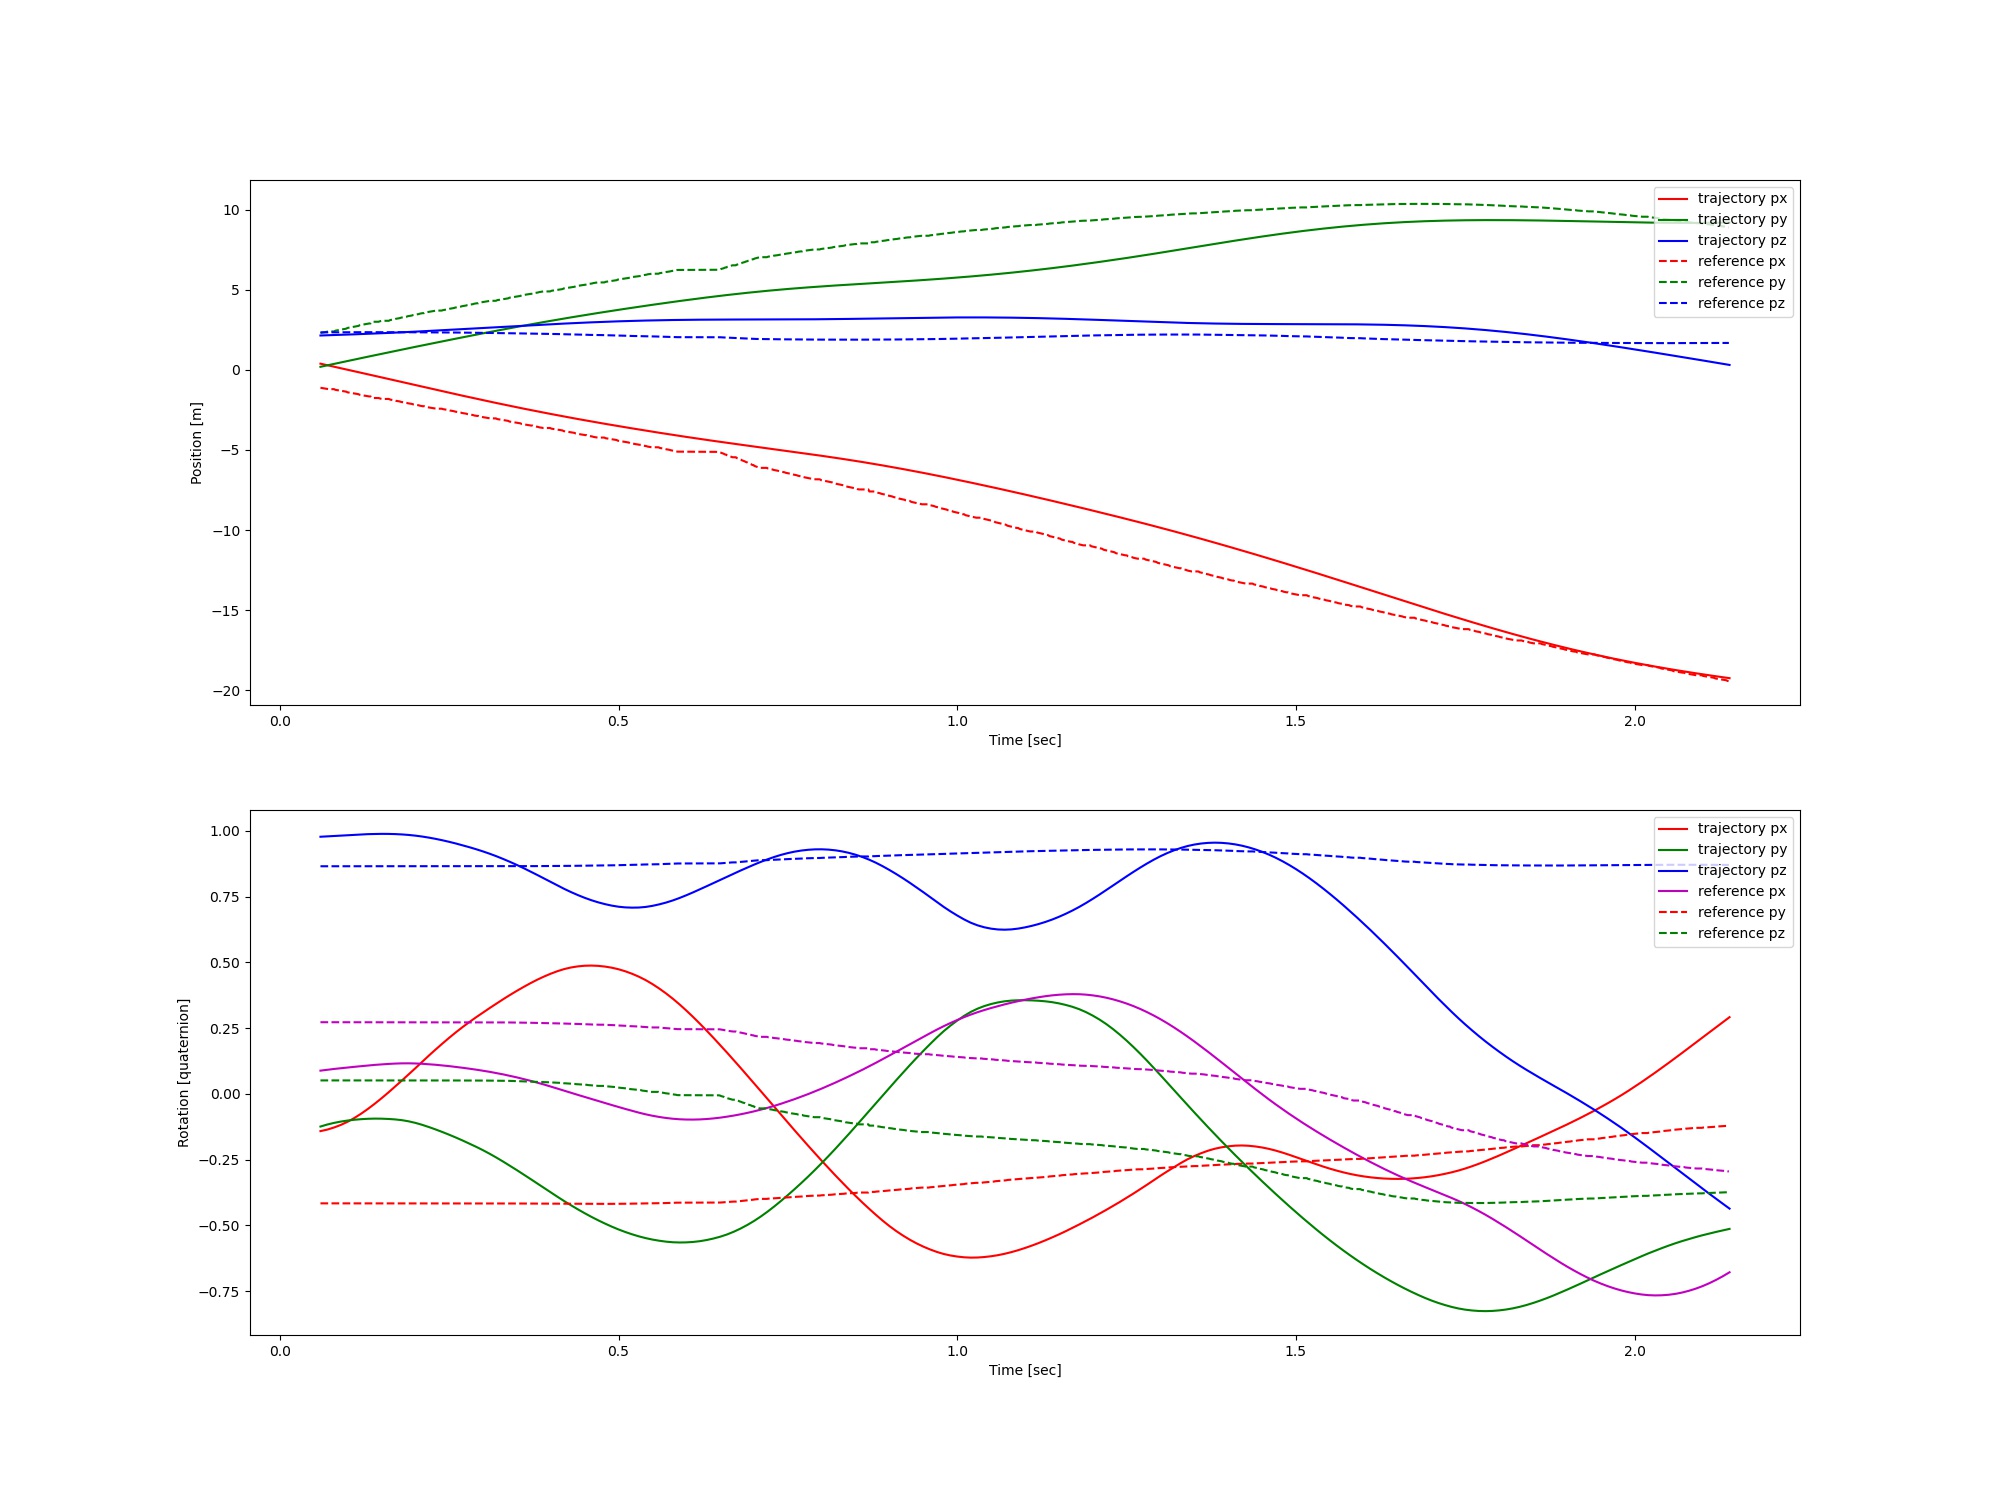 10
5
0
−5
−10
−15
−20
Position [m]
trajectory px
trajectory py
trajectory pz
reference px
reference py
reference pz
0.0 0.5 1.0 1.5 2.0
Time [sec]
1.00
0.75
0.50
0.25
0.00
−0.25
−0.50
−0.75
Rotation [quaternion]
trajectory px
trajectory py
trajectory pz
reference px
reference py
reference pz
0.0 0.5 1.0 1.5 2.0
Time [sec]